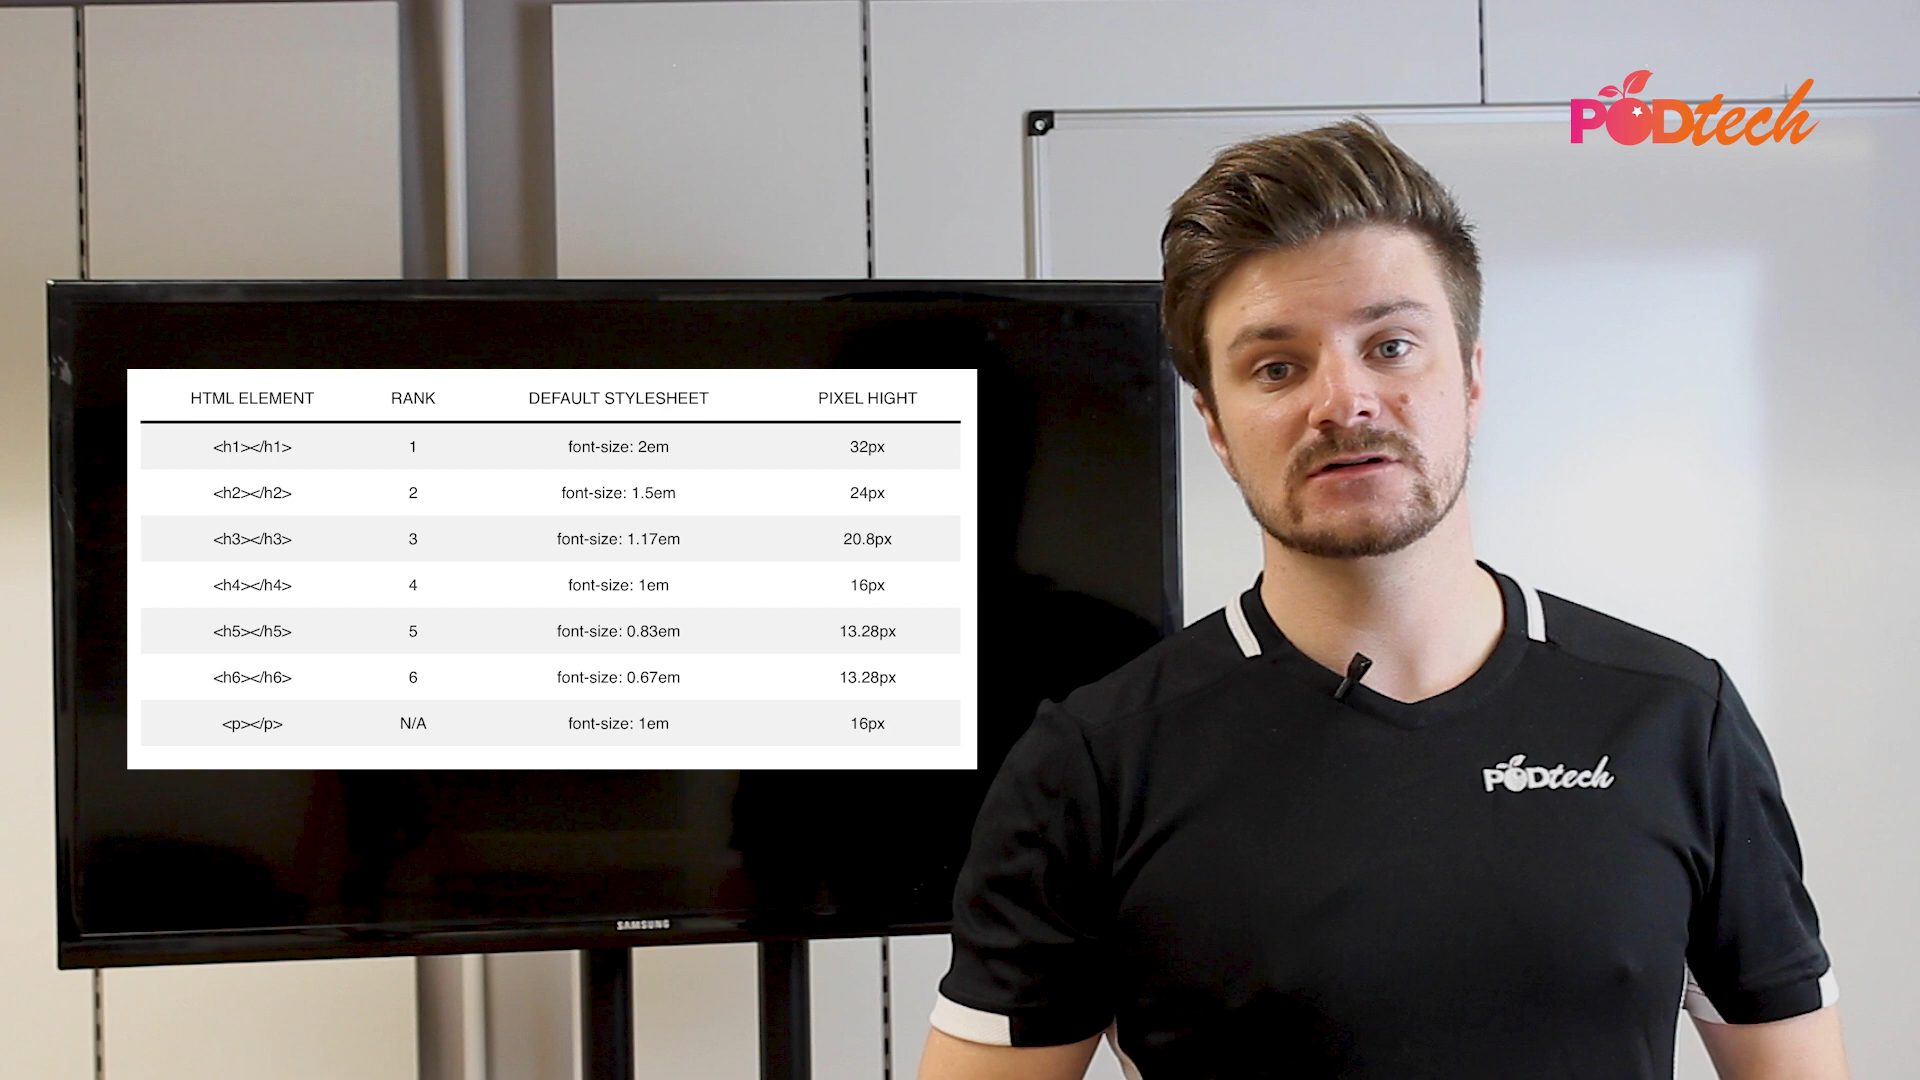 PODtech
HTML ELEMENT RANK DEFAULT STYLESHEET PIXEL HIGHT
<h1></h1> 1 font-size: 2em 32px
<h2></h2> 2 font-size: 1.5em 24px
<h3></h3> 3 font-size: 1.17em 20.8px
<h4></h4> 4 font-size: 1em 16px
<h5></h5> 5 font-size: 0.83em 13.28px
<h6></h6> 6 font-size: 0.67em 13.28px
<p></p> N/A font-size: 1em 16px
PODtech
SAMSUNG